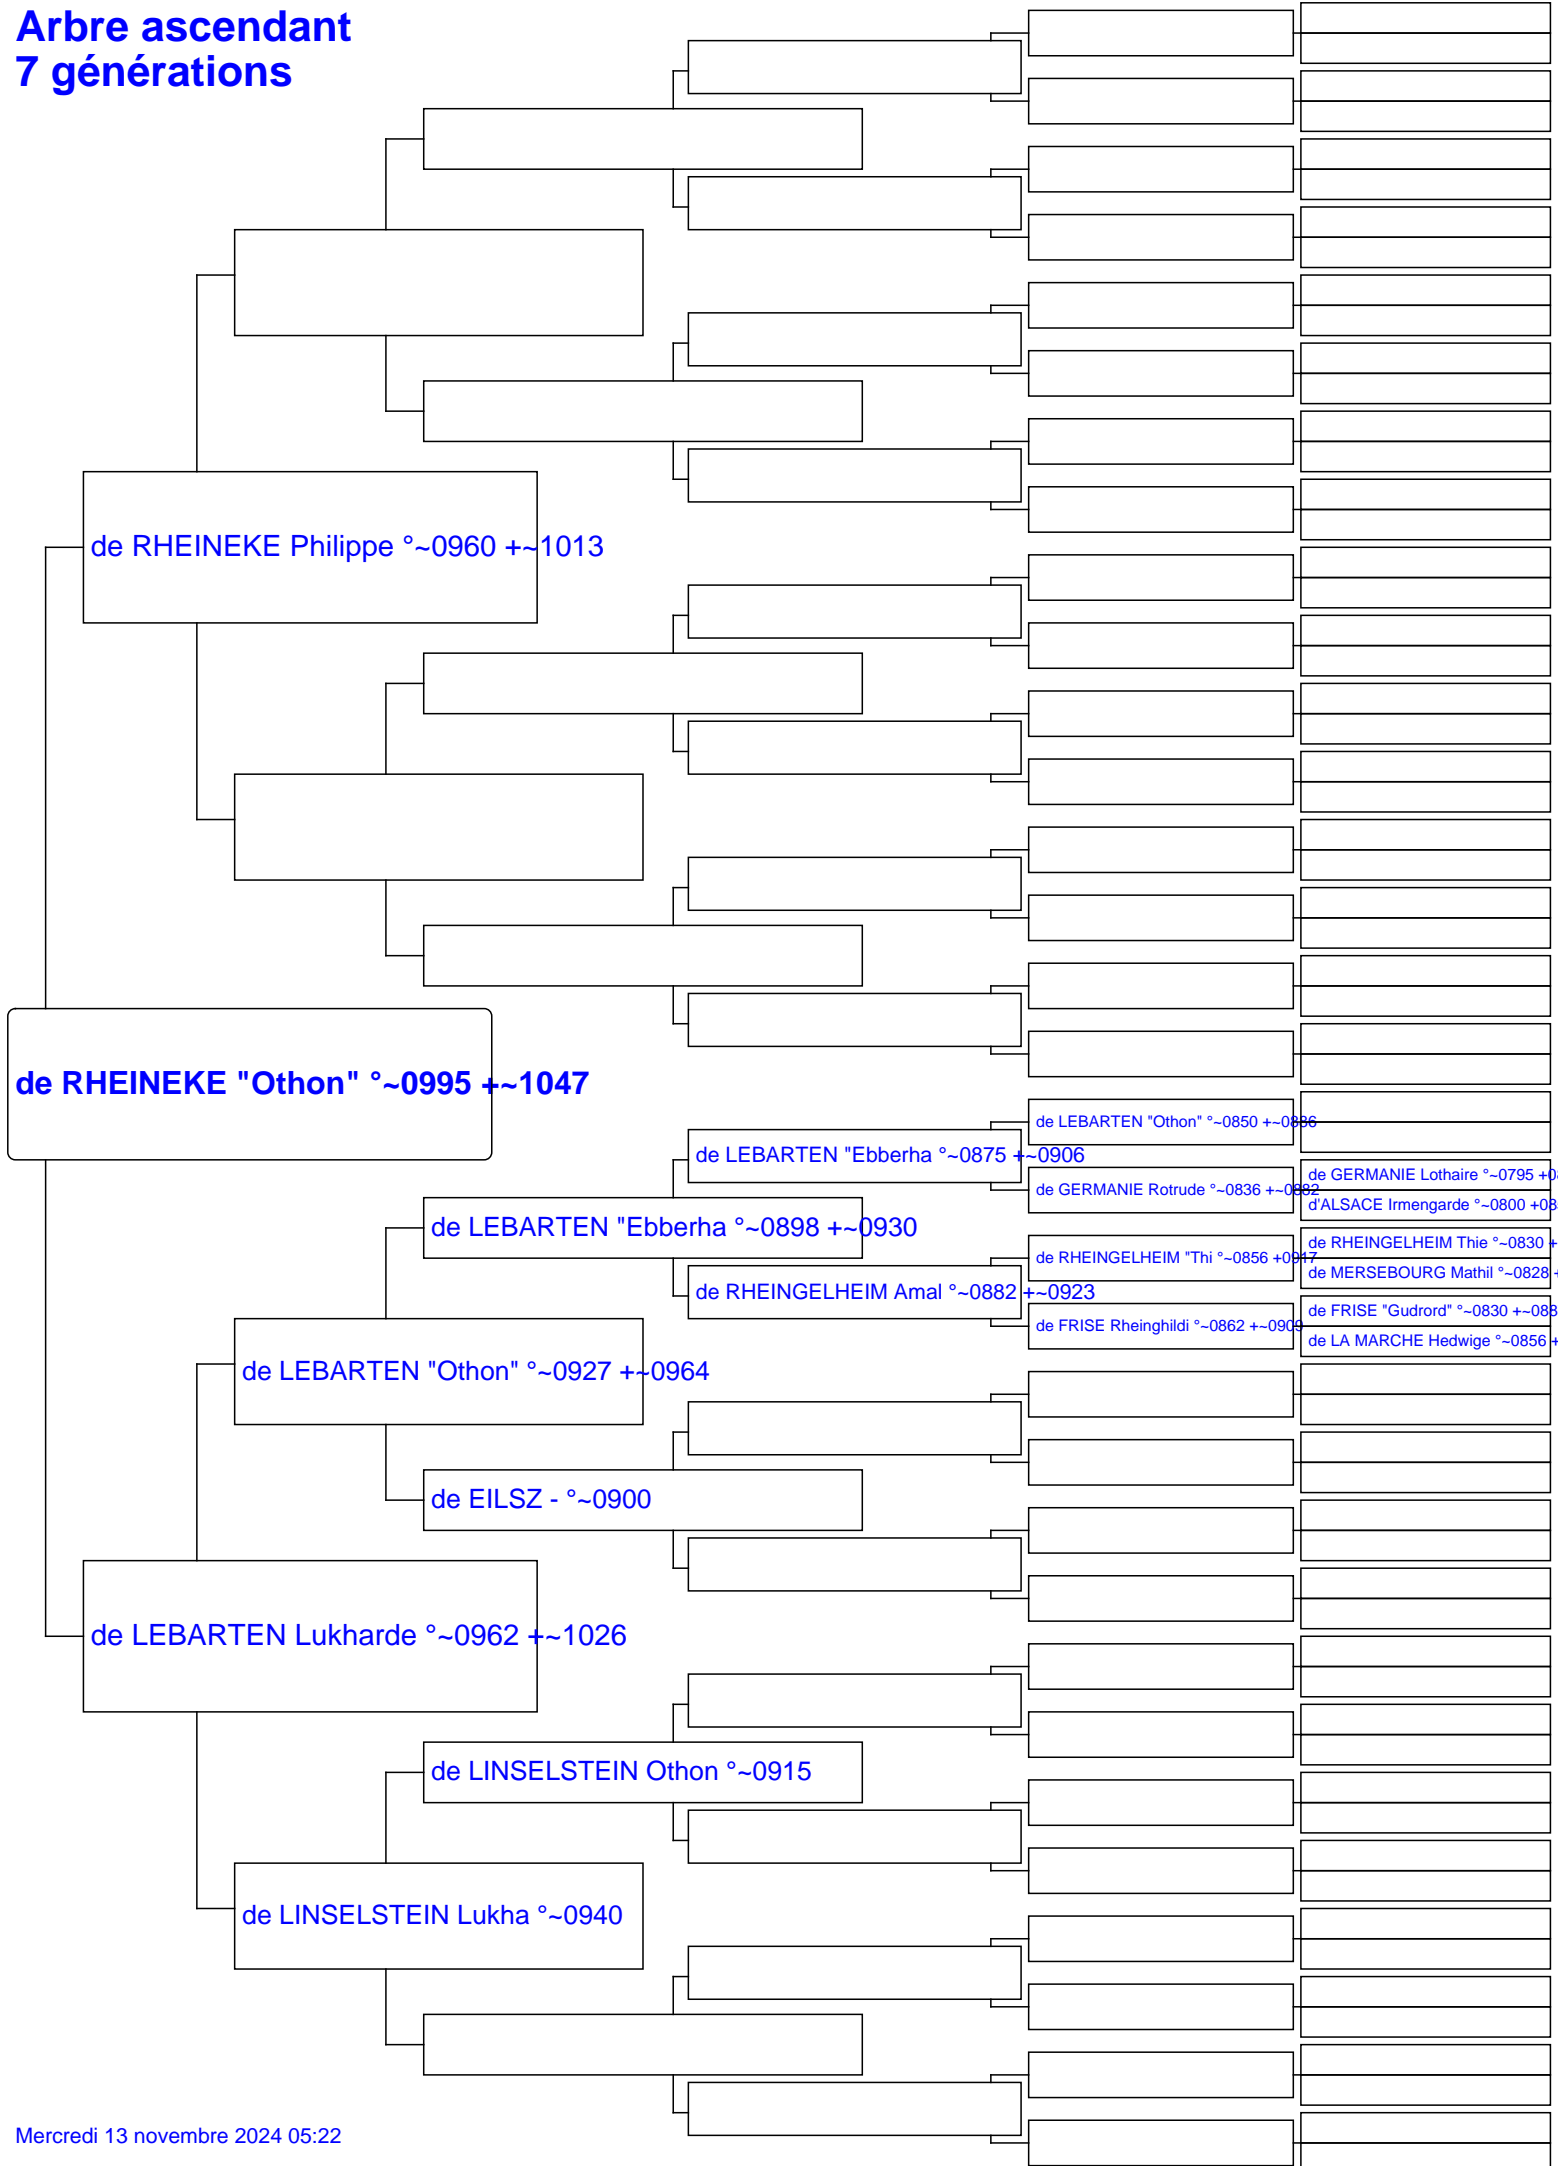 Arbre ascendant
7 générations
de RHEINEKE Philippe °~0960 +~1013
de RHEINEKE "Othon" °~0995 +~1047
de LEBARTEN "Othon" °~0850 +~0886
de LEBARTEN "Ebberha °~0875 +~0906
de GERMANIE Lothaire °~0795 +08
de GERMANIE Rotrude °~0836 +~0882
d'ALSACE Irmengarde °~0800 +08
de LEBARTEN "Ebberha °~0898 +~0930
de RHEINGELHEIM Thie °~0830 +
de RHEINGELHEIM "Thi °~0856 +0917
de MERSEBOURG Mathil °~0828 +
de RHEINGELHEIM Amal °~0882 +~0923
de FRISE "Gudrord" °~0830 +~088
de FRISE Rheinghildi °~0862 +~0909
de LA MARCHE Hedwige °~0856 +
de LEBARTEN "Othon" °~0927 +~0964
de EILSZ - °~0900
de LEBARTEN Lukharde °~0962 +~1026
de LINSELSTEIN Othon °~0915
de LINSELSTEIN Lukha °~0940
Mercredi 13 novembre 2024 05:22